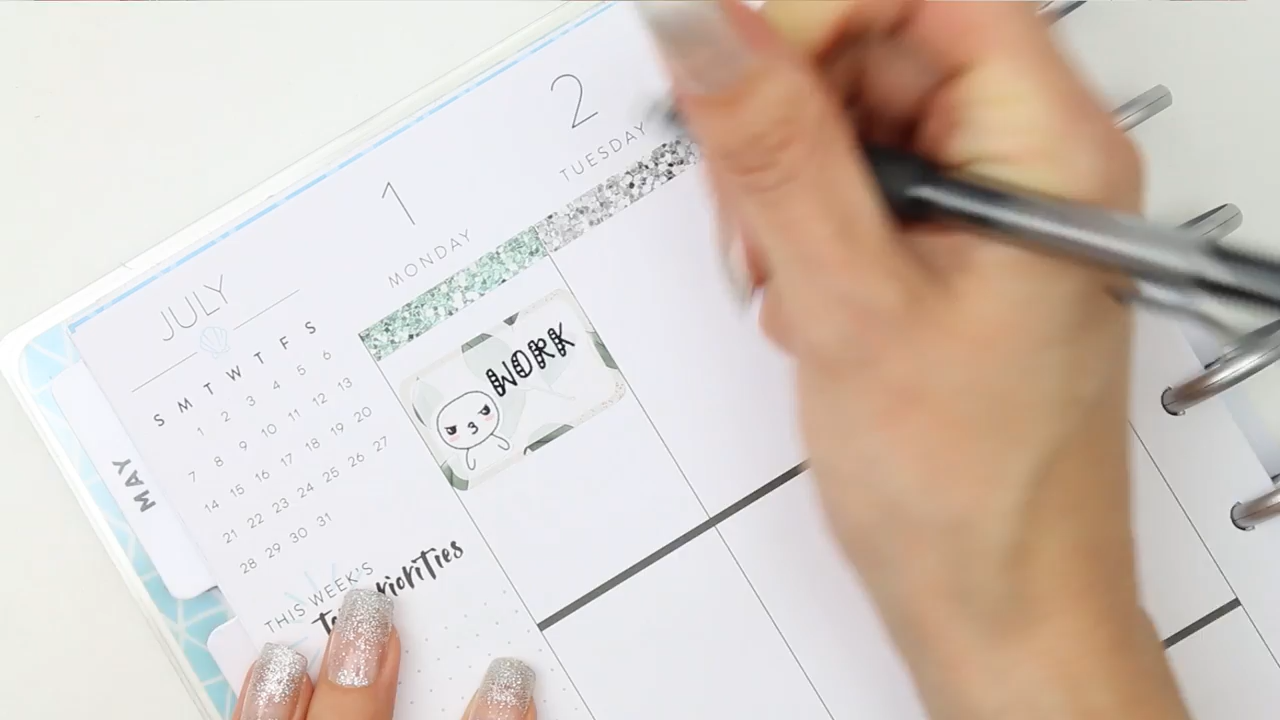 2
TUESDAY
1
MONDAY
JULY
S M T W T F S
1 2 3 4 5 6
7 8 9 10 11 12 13
14 15 16 17 18 19 20
21 22 23 24 25 26 27
28 29 30 31
WORK
MAY
THIS WEEK'S